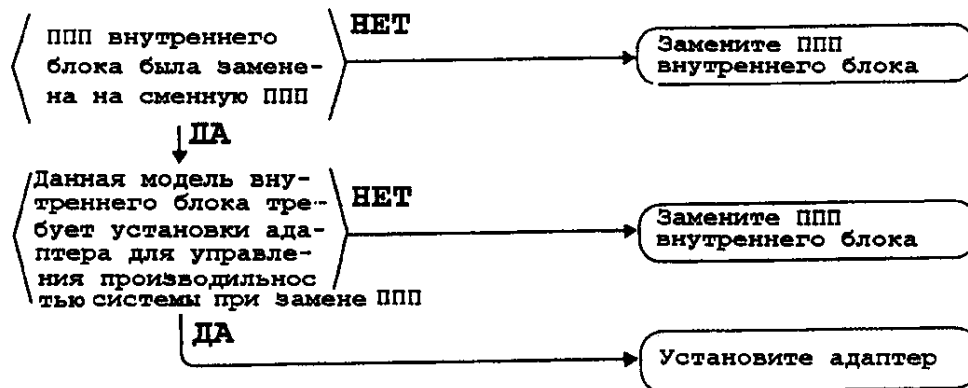 ППП внутреннего
блока была замене-
на на сменную ППП
НЕТ
Замените ППП
внутреннего блока
ДА
Данная модель вну-
треннего блока тре-
бует установки ада-
птера для управле-
ния производильнос
тью системы при замене ППП
НЕТ
Замените ППП
внутреннего блока
ДА
Установите адаптер